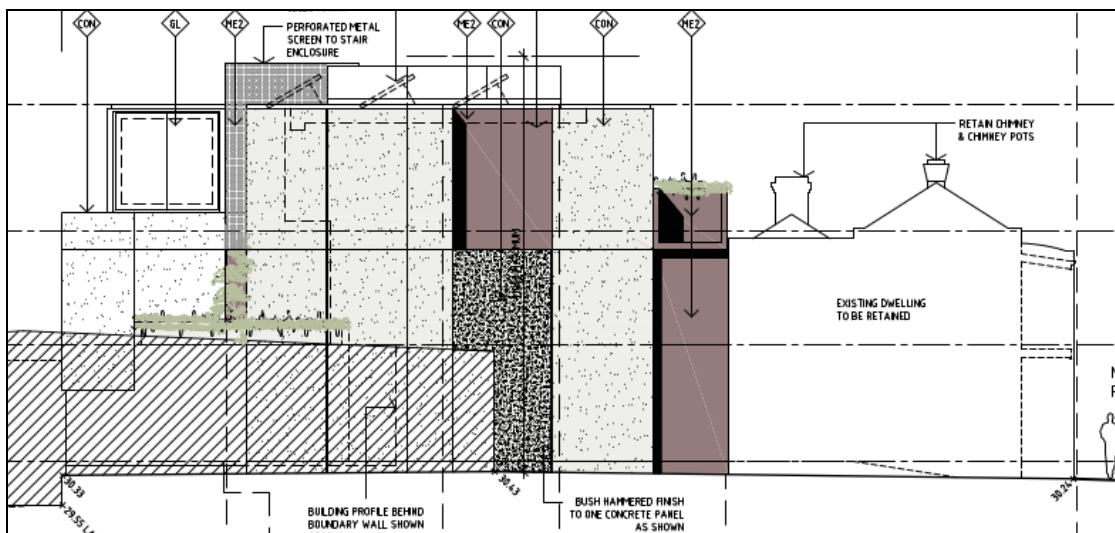 CON
GL
ME2
PERFORATED METAL
SCREEN TO STAIR
ENCLOSURE
ME2
CON
CON
ME2
RETAIN CHIMNEY
& CHIMNEY POTS
EXISTING DWELLING
TO BE RETAINED
30.33
+29.55
30.43
30.24
BUILDING PROFILE BEHIND
BOUNDARY WALL SHOWN
BUSH HAMMERED FINISH
TO ONE CONCRETE PANEL
AS SHOWN